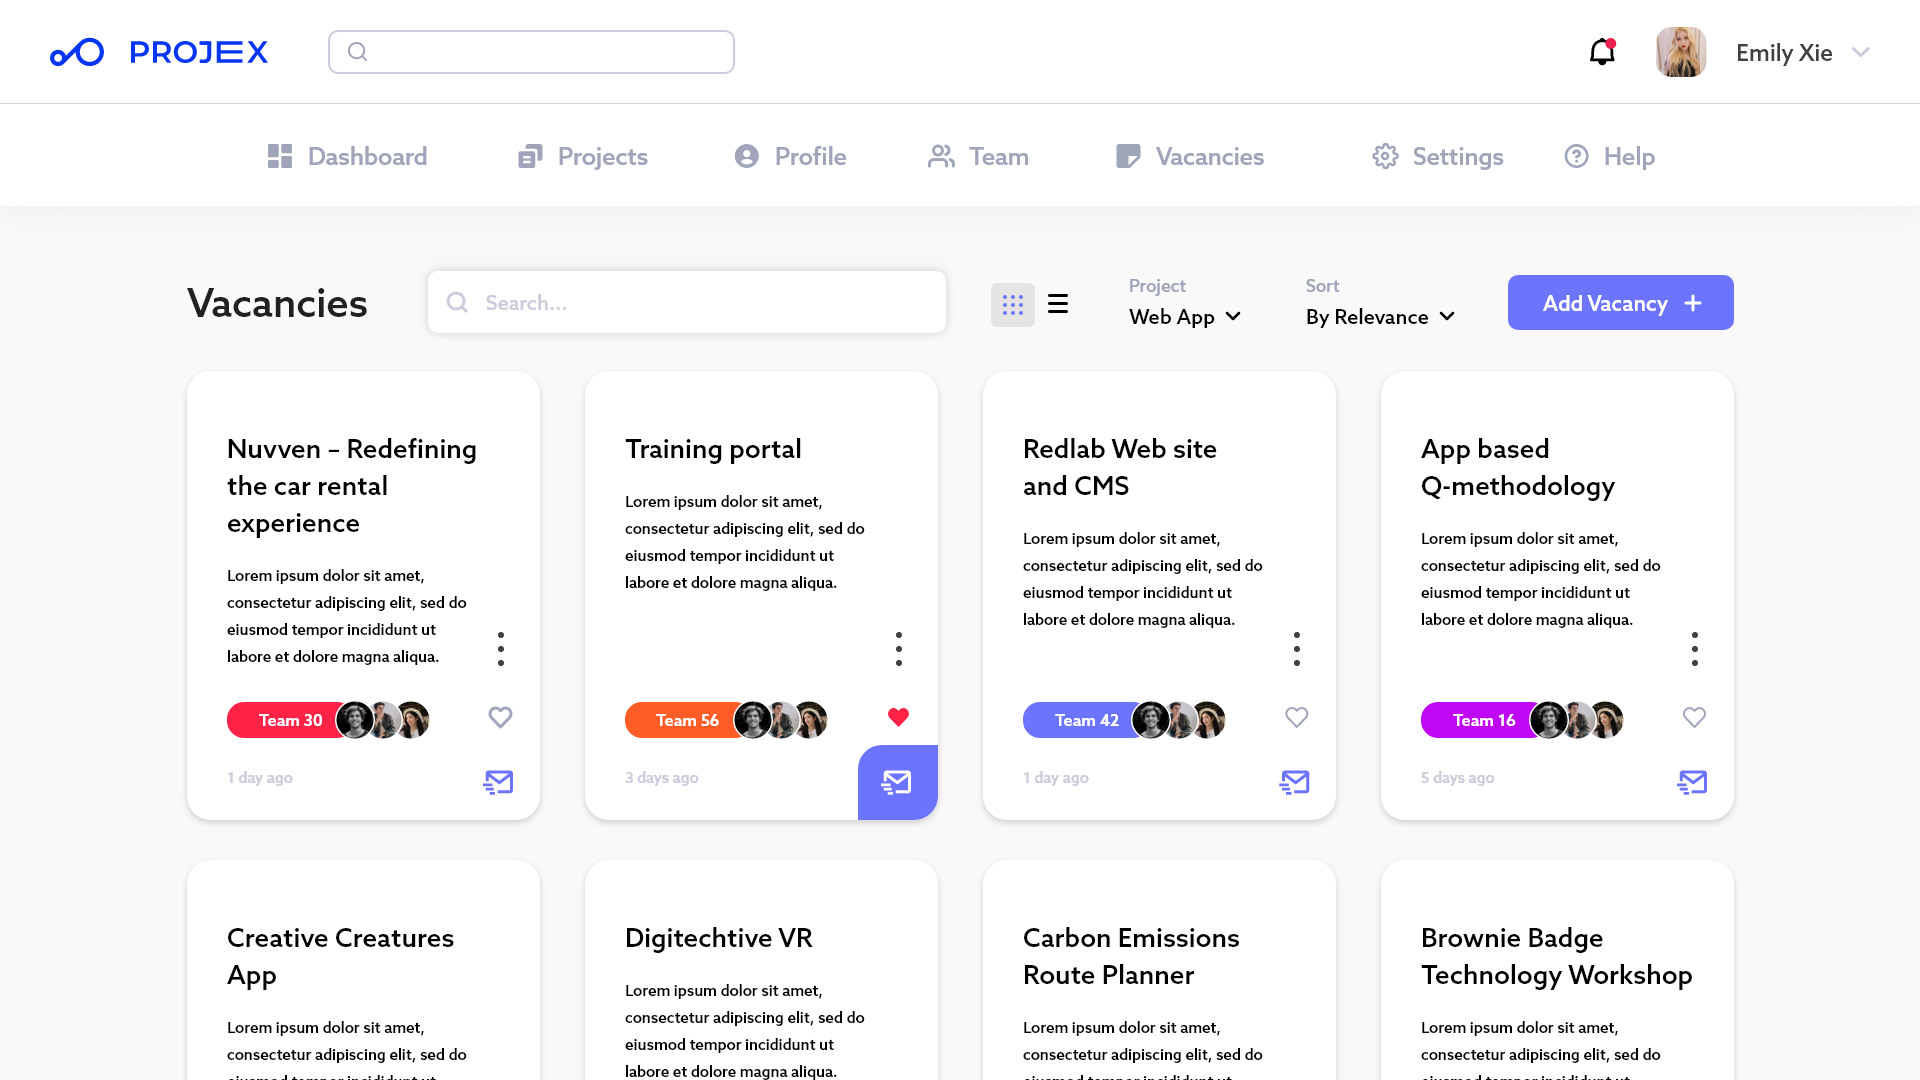 PROJEX
Emily Xie
Dashboard
Projects
Profile
Team
Vacancies
Settings
Help
Vacancies
Search...
Project
Web App
Sort
By Relevance
Add Vacancy
Nuvven – Redefining
the car rental
experience
Lorem ipsum dolor sit amet,
consectetur adipiscing elit, sed do
eiusmod tempor incididunt ut
labore et dolore magna aliqua.
Team 30
1 day ago
Training portal
Lorem ipsum dolor sit amet,
consectetur adipiscing elit, sed do
eiusmod tempor incididunt ut
labore et dolore magna aliqua.
Team 56
3 days ago
Redlab Web site
and CMS
Lorem ipsum dolor sit amet,
consectetur adipiscing elit, sed do
eiusmod tempor incididunt ut
labore et dolore magna aliqua.
Team 42
1 day ago
App based
Q-methodology
Lorem ipsum dolor sit amet,
consectetur adipiscing elit, sed do
eiusmod tempor incididunt ut
labore et dolore magna aliqua.
Team 16
5 days ago
Creative Creatures
App
Lorem ipsum dolor sit amet,
consectetur adipiscing elit, sed do
Digitechtive VR
Lorem ipsum dolor sit amet,
consectetur adipiscing elit, sed do
eiusmod tempor incididunt ut
labore et dolore magna aliqua.
Carbon Emissions
Route Planner
Lorem ipsum dolor sit amet,
consectetur adipiscing elit, sed do
Brownie Badge
Technology Workshop
Lorem ipsum dolor sit amet,
consectetur adipiscing elit, sed do